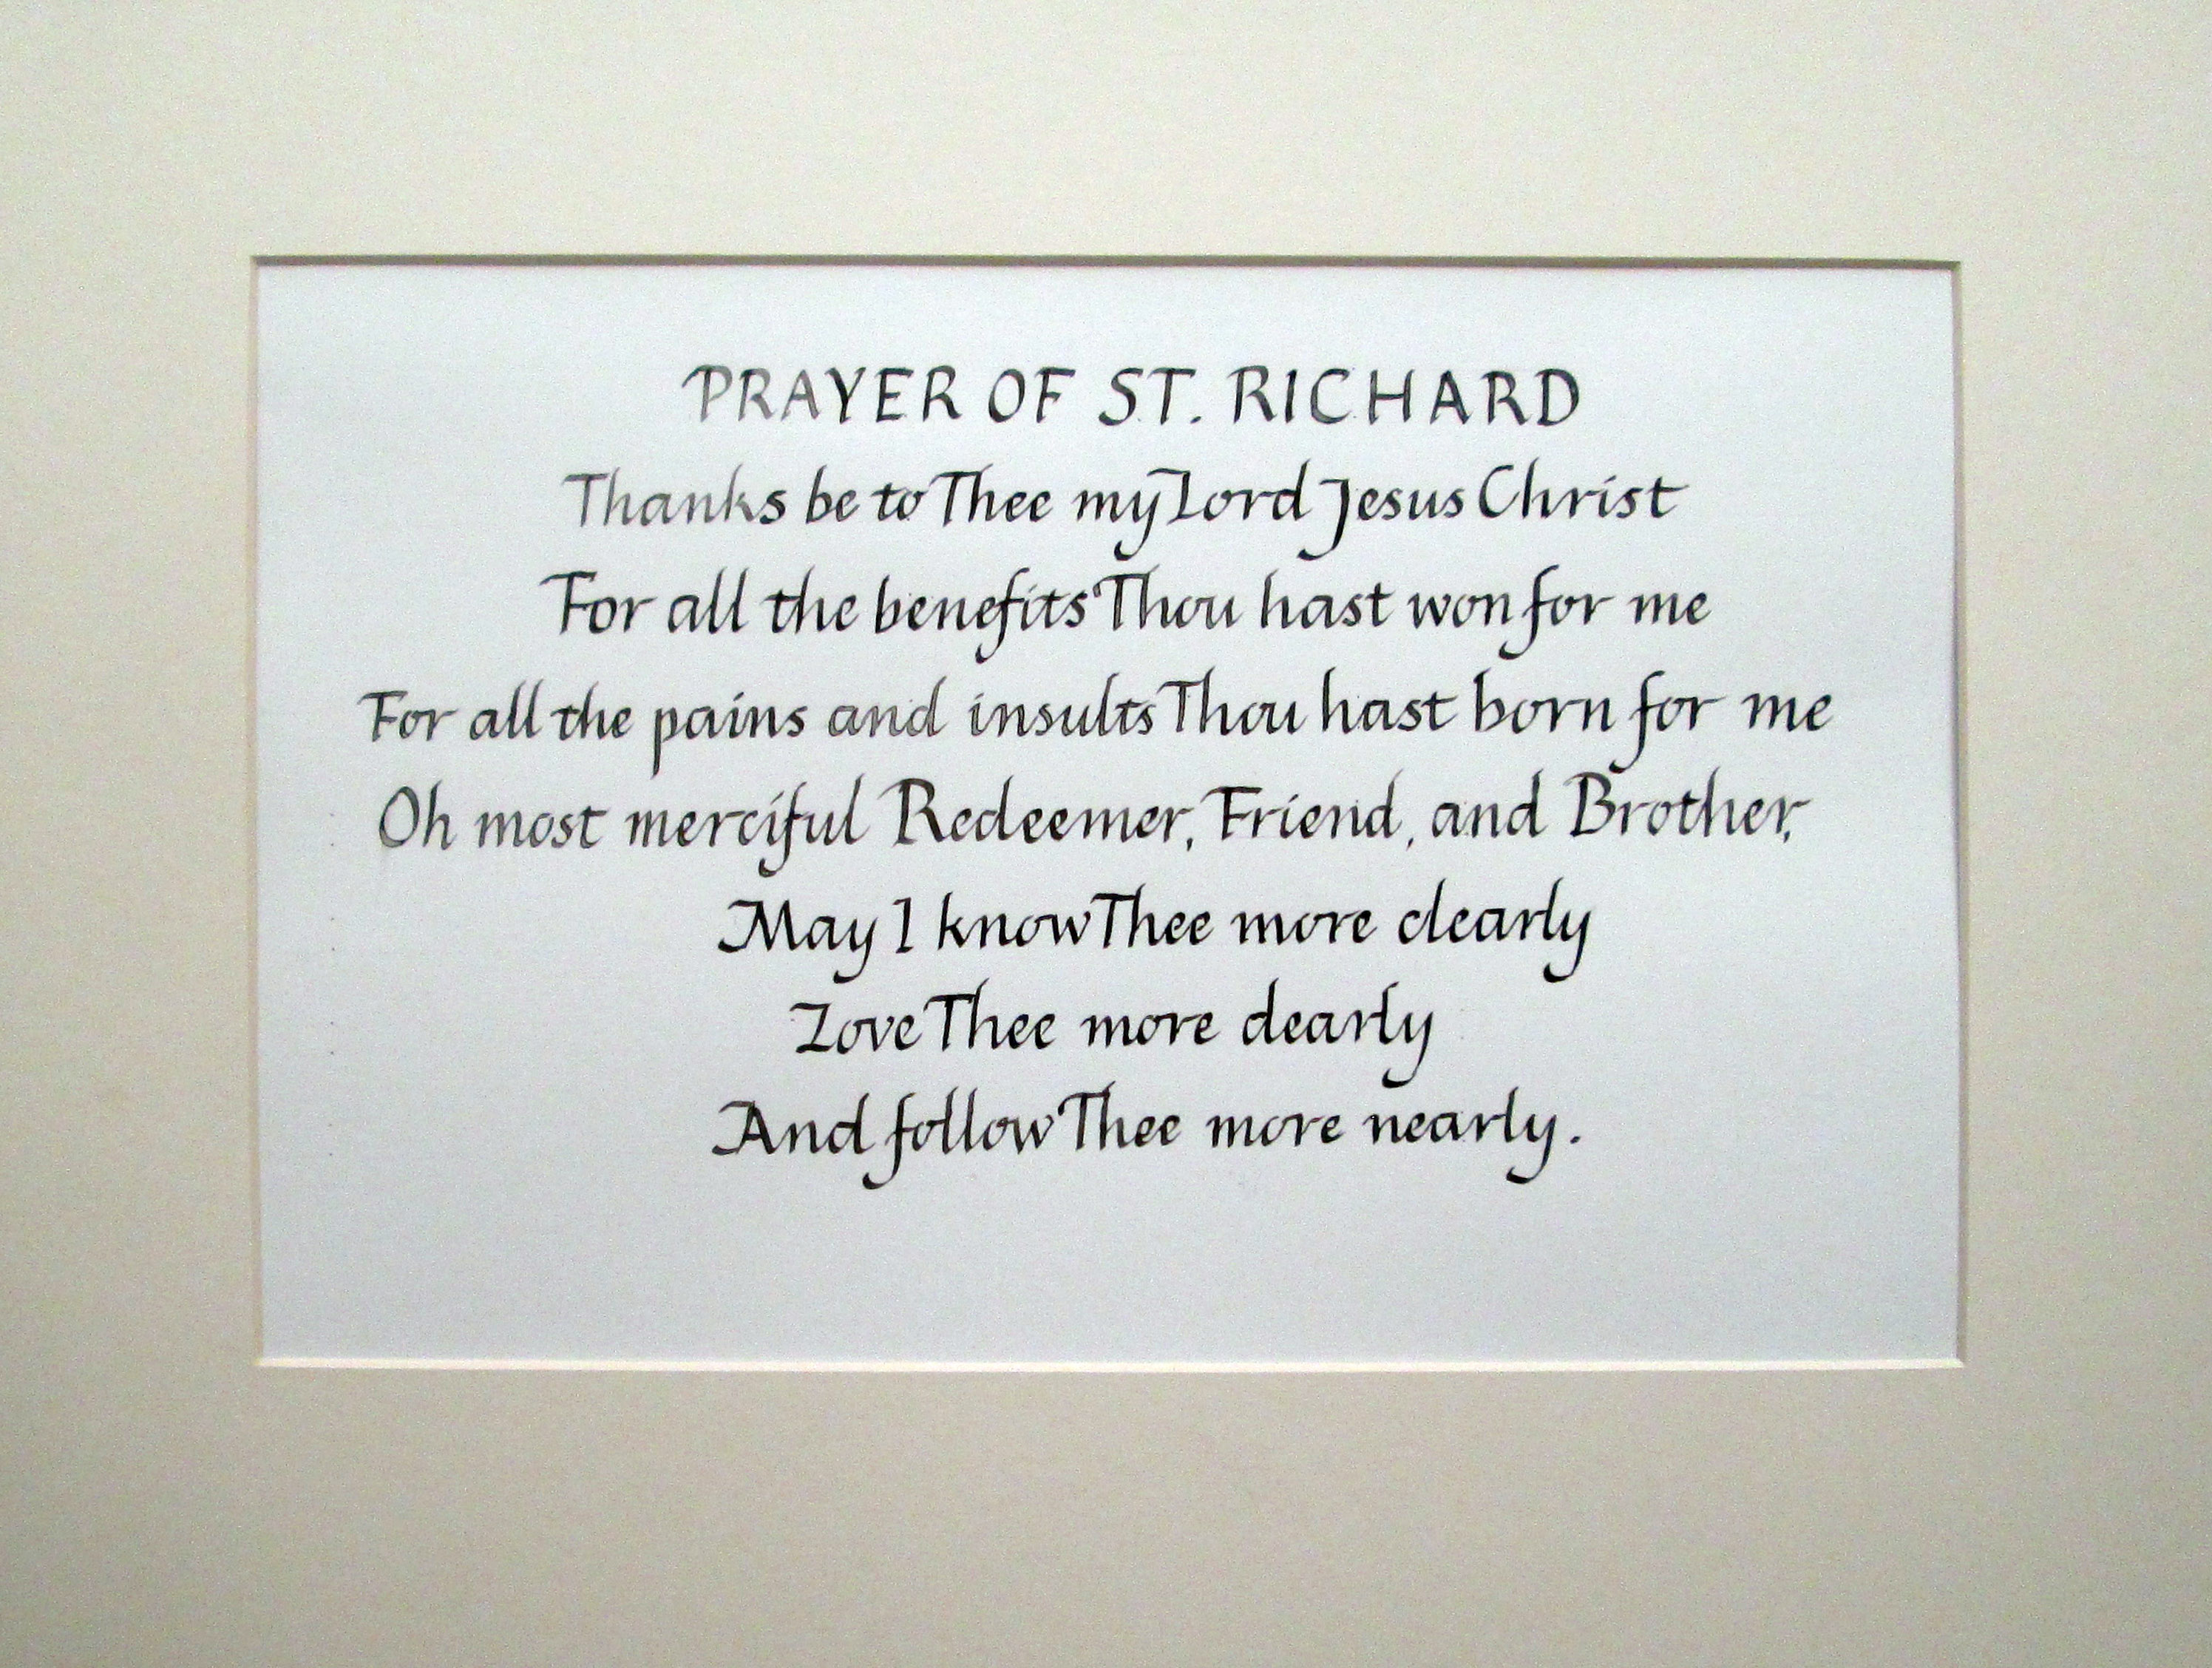 PRAYER OF ST. RICHARD
Thanks be to Thee my Lord Jesus Christ
For all the benefits Thou hast won for me
For all the pains and insults Thou hast born for me
Oh most merciful Redeemer, Friend, and Brother,
May I know Thee more clearly
Love Thee more dearly
And follow Thee more nearly.